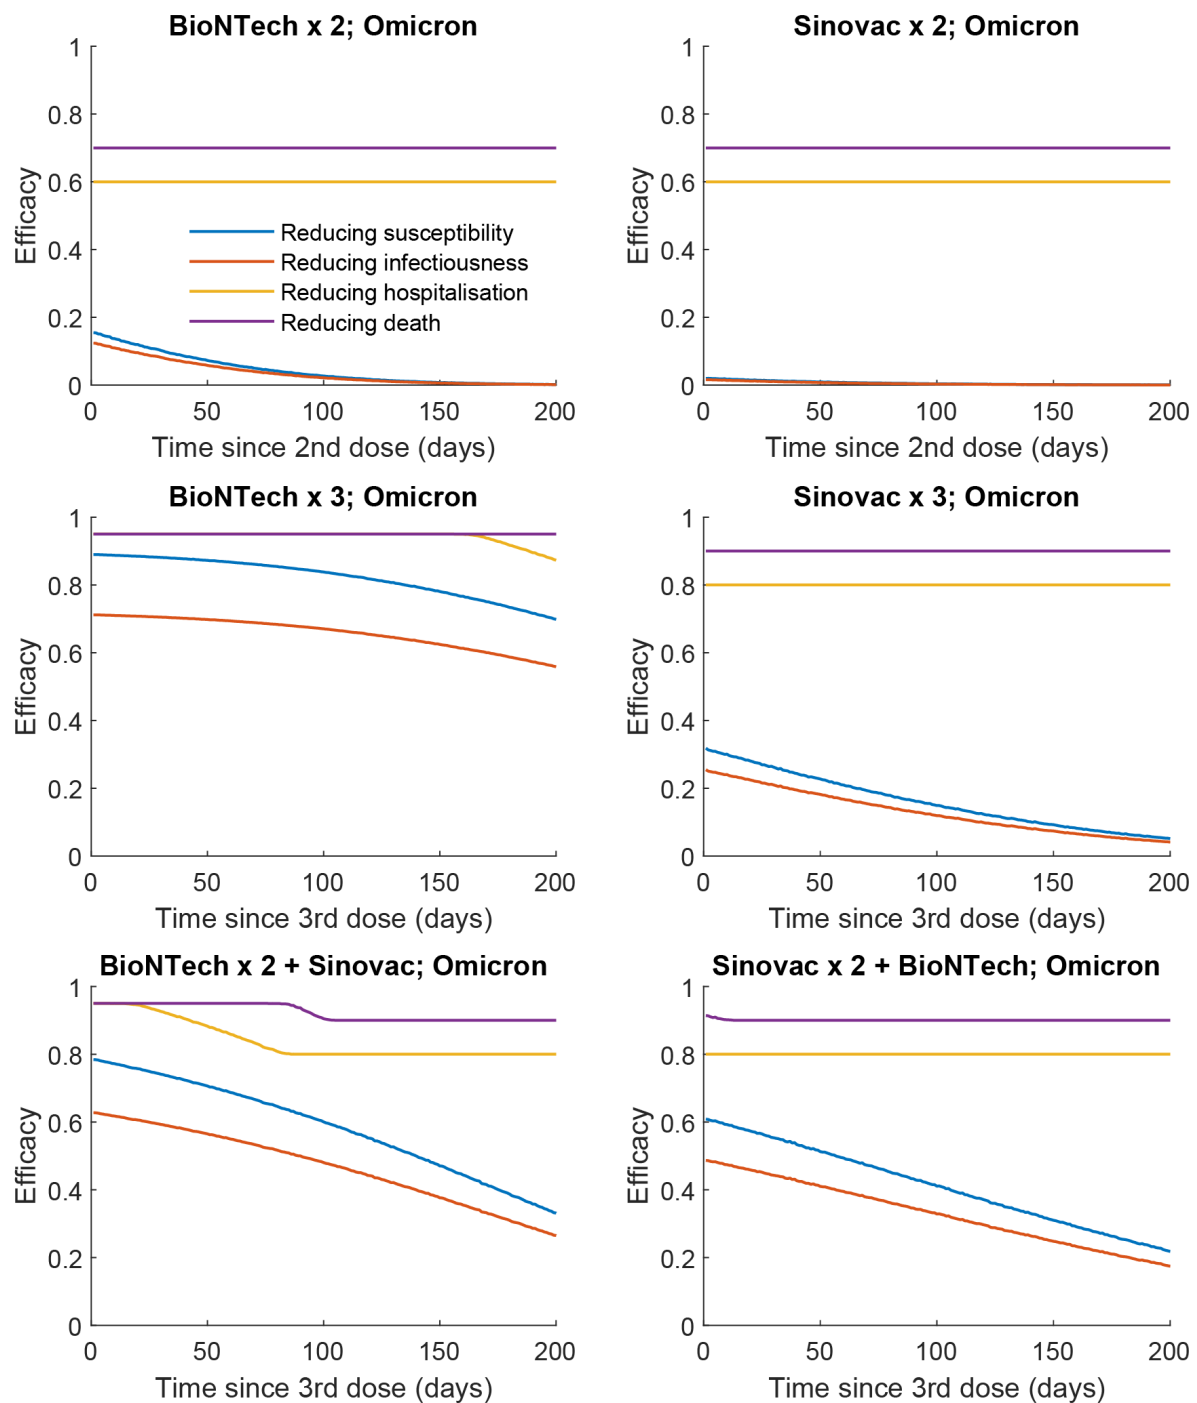 BioNTech x 2; Omicron
1
0.8
0.6
0.4
0.2
0
Efficacy
Reducing susceptibility
Reducing infectiousness
Reducing hospitalisation
Reducing death
0 50 100 150 200
Time since 2nd dose (days)
Sinovac x 2; Omicron
1
0.8
0.6
0.4
0.2
0
Efficacy
0 50 100 150 200
Time since 2nd dose (days)
BioNTech x 3; Omicron
1
0.8
0.6
0.4
0.2
0
Efficacy
0 50 100 150 200
Time since 3rd dose (days)
Sinovac x 3; Omicron
1
0.8
0.6
0.4
0.2
0
Efficacy
0 50 100 150 200
Time since 3rd dose (days)
BioNTech x 2 + Sinovac; Omicron
1
0.8
0.6
0.4
0.2
0
Efficacy
0 50 100 150 200
Time since 3rd dose (days)
Sinovac x 2 + BioNTech; Omicron
1
0.8
0.6
0.4
0.2
0
Efficacy
0 50 100 150 200
Time since 3rd dose (days)